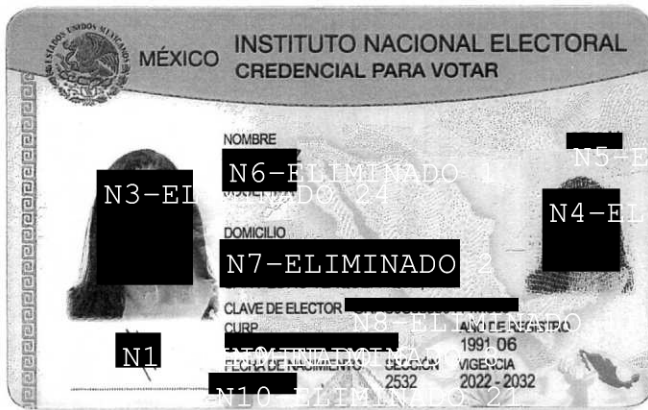 ESTADOS UNIDOS MEXICANOS
MÉXICO
INSTITUTO NACIONAL ELECTORAL
CREDENCIAL PARA VOTAR
NOMBRE
N5-E
N6-ELIMINADO 1
N3-EL
24
N4-EL
DOMICILIO
N7-ELIMINADO 2
CLAVE DE ELECTOR
N8-ELIMINADO
CURP
AÑO DE REGISTRO
1991 06
N1
FECHA DE NACIMIENTO
SECCIÓN
2532
VIGENCIA
2022 - 2032
N10-ELIMINADO 21